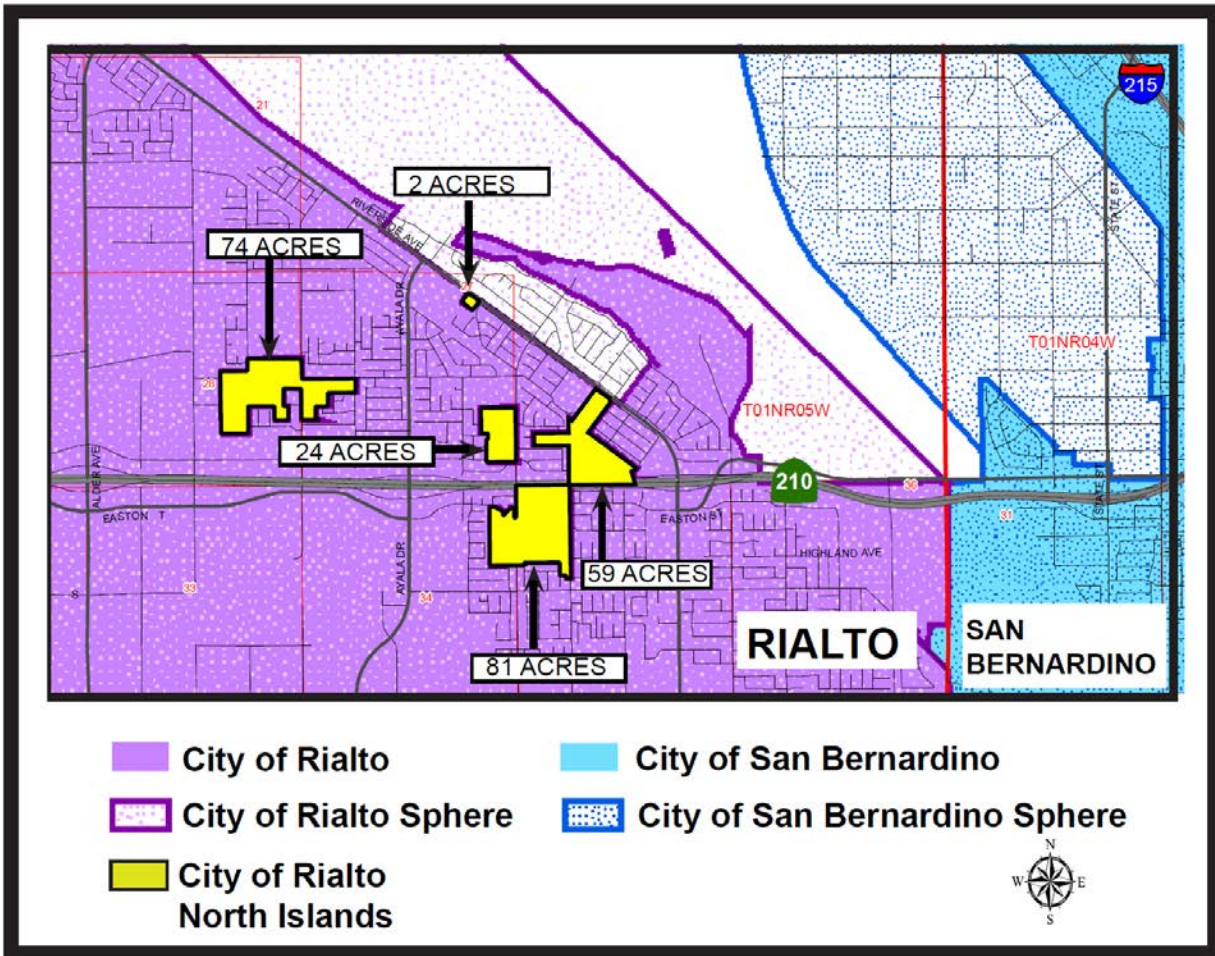 215
21
2 ACRES
RIVERSIDE AVE
STATE ST
74 ACRES
AYALA DR
27
T01NR04W
28
T01NR05W
24 ACRES
ALDER AVE
210
36
STATE ST
EASTON T
EASTON ST
31
HIGHLAND AVE
59 ACRES
AYALA DR
33
S
34
81 ACRES
RIALTO
SAN
BERNARDINO
City of Rialto
City of San Bernardino
City of Rialto Sphere
City of San Bernardino Sphere
City of Rialto
North Islands
N
W
E
S